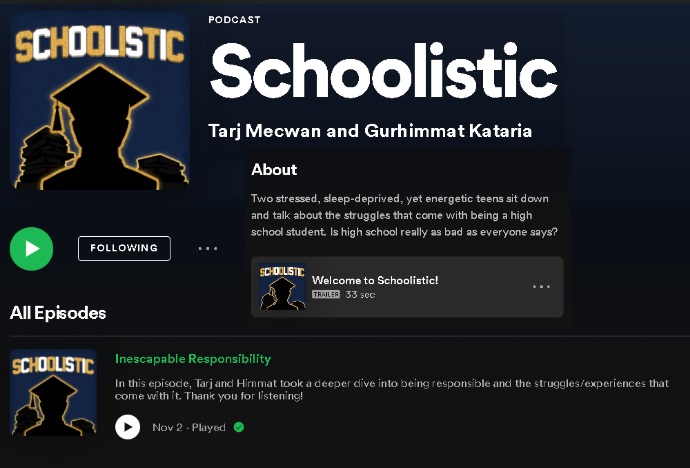 SCHOOLISTIC
PODCAST
Schoolistic
Tarj Mecwan and Gurhimmat Kataria
About
Two stressed, sleep-deprived, yet energetic teens sit down
and talk about the struggles that come with being a high
school student. Is high school really as bad as everyone says?
FOLLOWING
SCHOOLISTIC
Welcome to Schoolistic!
TRAILER 33 sec
All Episodes
SCHOOLISTIC
Inescapable Responsibility
In this episode, Tarj and Himmat took a deeper dive into being responsible and the struggles/experiences that
come with it. Thank you for listening!
Nov 2 · Played